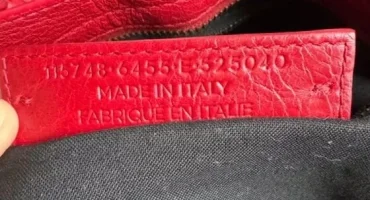 115748·6455·E·525040
MADE IN ITALY
FABRIQUE EN ITALIE